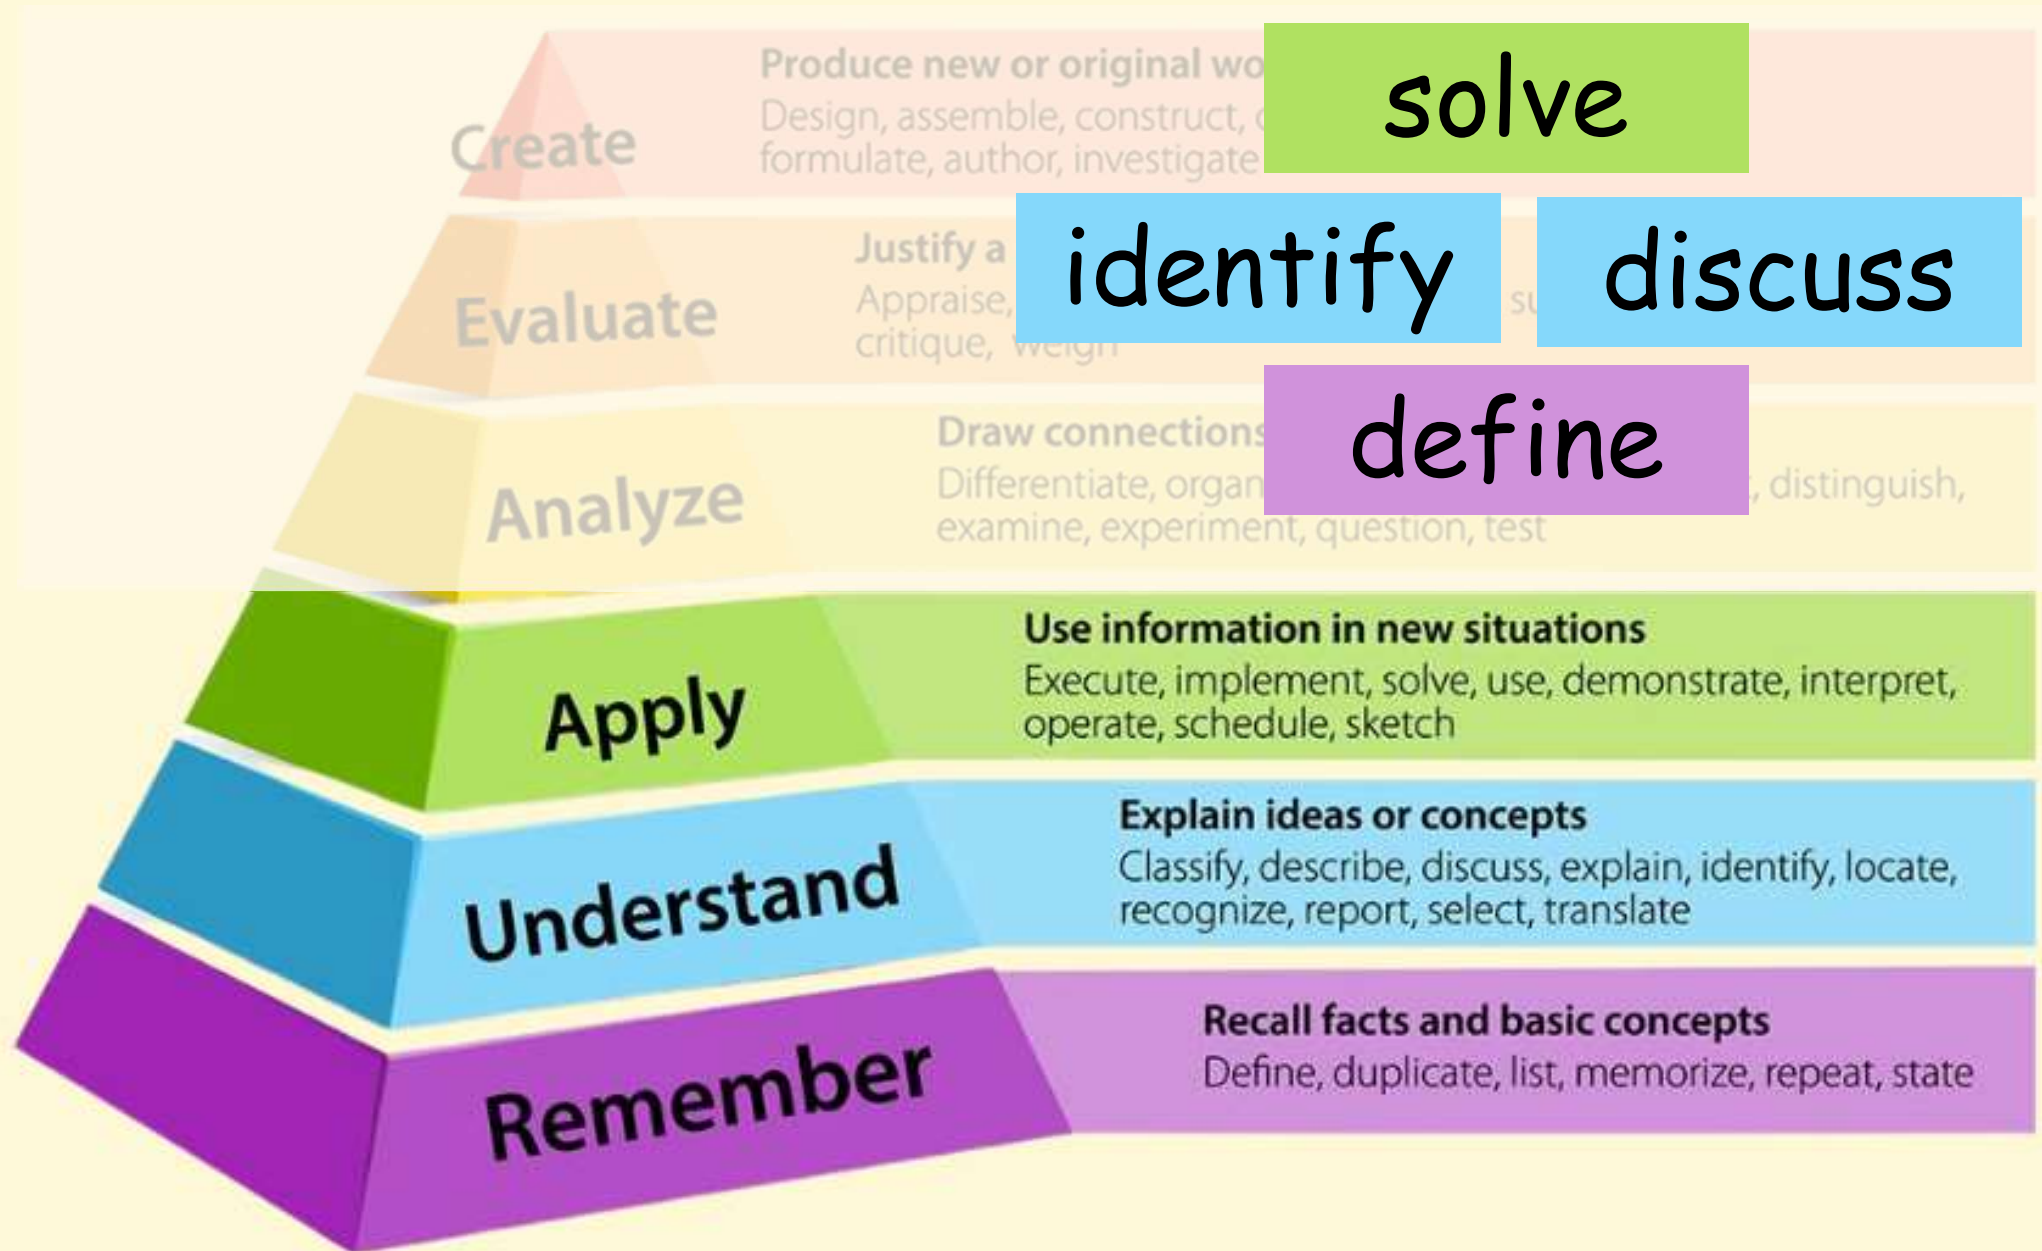 Create
Produce new or original wo
Design, assemble, construct,
formulate, author, investigate
solve
Evaluate
Justify a
Appraise,
critique, weigh
identify
discuss
Analyze
Draw connections
Differentiate, organ
distinguish,
examine, experiment, question, test
define
Apply
Use information in new situations
Execute, implement, solve, use, demonstrate, interpret,
operate, schedule, sketch
Understand
Explain ideas or concepts
Classify, describe, discuss, explain, identify, locate,
recognize, report, select, translate
Remember
Recall facts and basic concepts
Define, duplicate, list, memorize, repeat, state